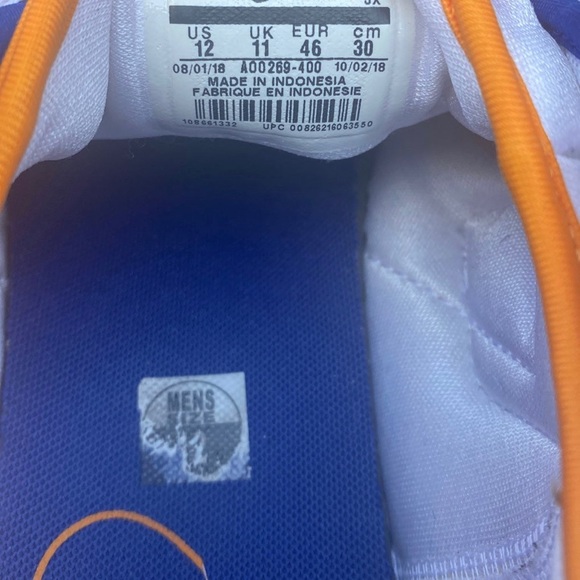 US UK EUR cm
12 11 46 30
08/01/18 AO0269-400 10/02/18
MADE IN INDONESIA
FABRIQUE EN INDONESIE
UPC 00826216063550
MENS
SIZE